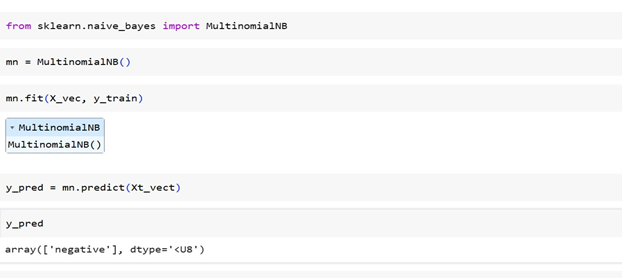 from sklearn.naive_bayes import MultinomialNB
mn = MultinomialNB()
mn.fit(X_vec, y_train)
MultinomialNB
MultinomialNB()
y_pred = mn.predict(Xt_vect)
y_pred
array(['negative'], dtype='<U8')